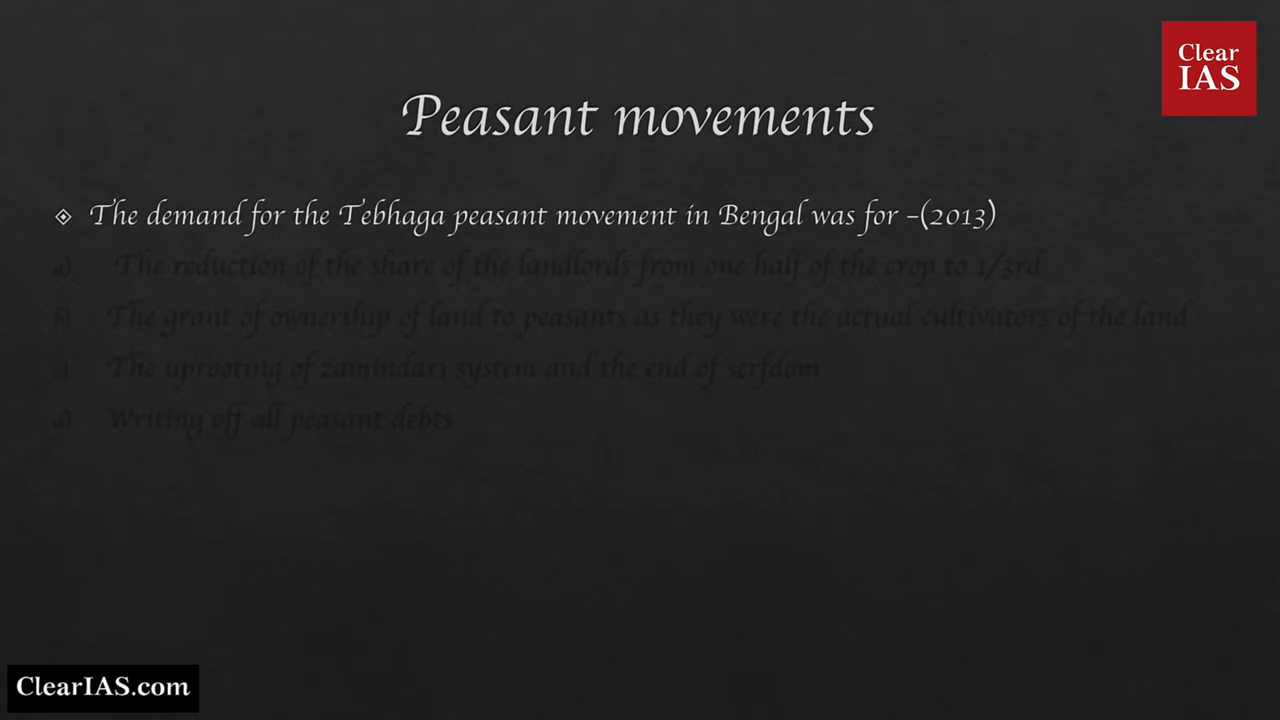 Clear
IAS
Peasant movements
The demand for the Tebhaga peasant movement in Bengal was for –(2013)
a) The reduction of the share of the landlords from one half of the crop to 1/3rd
b) The grant of ownership of land to peasants as they were the actual cultivators of the land
c) The uprooting of zamindari system and the end of serfdom
d) Writing off all peasant debts
ClearIAS.com